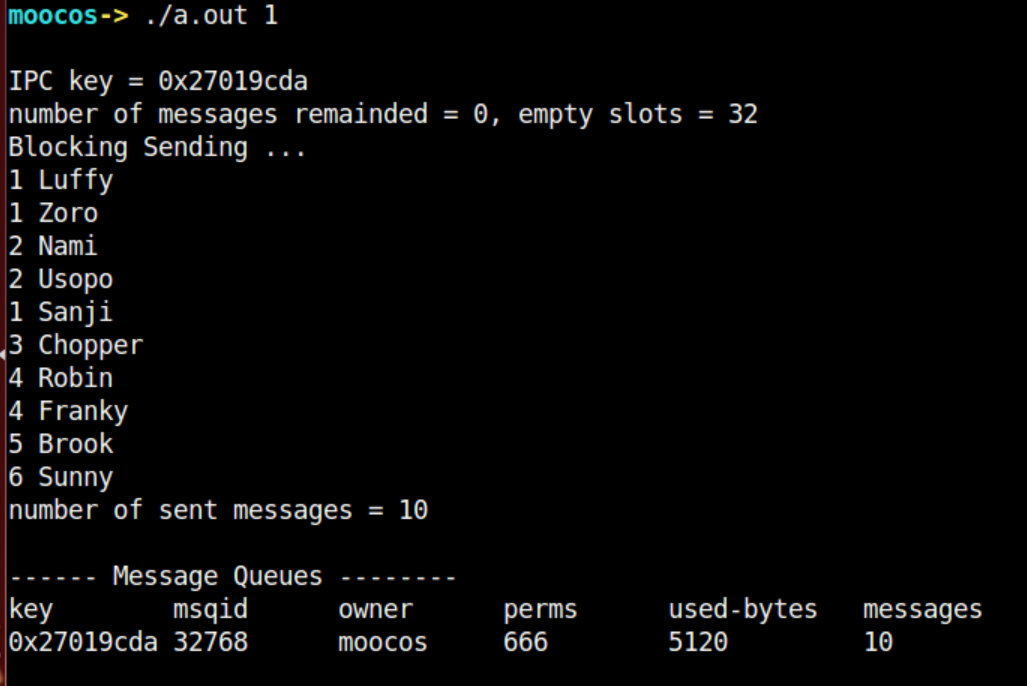 moocos-> ./a.out 1
IPC key = 0x27019cda
number of messages remainded = 0, empty slots = 32
Blocking Sending ...
1 Luffy
1 Zoro
2 Nami
2 Usopo
1 Sanji
3 Chopper
4 Robin
4 Franky
5 Brook
6 Sunny
number of sent messages = 10
------ Message Queues --------
key        msqid      owner      perms      used-bytes   messages
0x27019cda 32768      moocos     666        5120         10